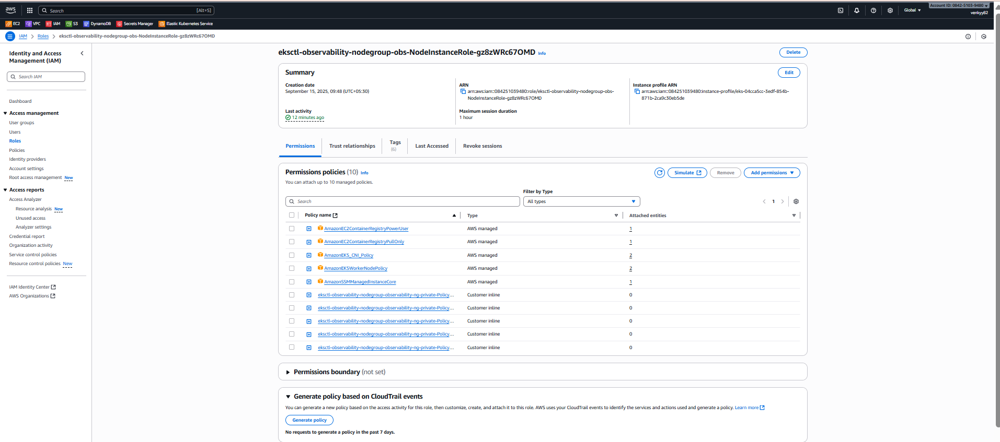 aws
Search [Alt+S]
Global
Account ID: 0842-5103-9480
venkyy82
EC2 VPC IAM S3 DynamoDB Secrets Manager Elastic Kubernetes Service
IAM > Roles > eksctl-observability-nodegroup-obs-NodeInstanceRole-gz8zWRc67OMD
Identity and Access Management (IAM)
Search IAM
Dashboard
Access management
User groups
Users
Roles
Policies
Identity providers
Account settings
Root access management New
Access reports
Access Analyzer
Resource analysis New
Unused access
Analyzer settings
Credential report
Organization activity
Service control policies
Resource control policies New
IAM Identity Center
AWS Organizations
eksctl-observability-nodegroup-obs-NodeInstanceRole-gz8zWRc67OMD Info
Delete
Summary
Edit
Creation date
September 15, 2025, 09:48 (UTC+05:30)
Last activity
12 minutes ago
ARN
arn:aws:iam::084251039480:role/eksctl-observability-nodegroup-obs-
NodeInstanceRole-gz8zWRc67OMD
Maximum session duration
1 hour
Instance profile ARN
arn:aws:iam::084251039480:instance-profile/eks-04cca5cc-3edf-854b-
871b-2ca9c30eb5de
Permissions
Trust relationships
Tags
(6)
Last Accessed
Revoke sessions
Permissions policies (10) Info
You can attach up to 10 managed policies.
Simulate
Remove
Add permissions
Filter by Type
Search
All types
1
Policy name Type Attached entities
AmazonEC2ContainerRegistryPowerUser AWS managed 1
AmazonEC2ContainerRegistryPullOnly AWS managed 1
AmazonEKS_CNI_Policy AWS managed 2
AmazonEKSWorkerNodePolicy AWS managed 2
AmazonSSMManagedInstanceCore AWS managed 1
eksctl-observability-nodegroup-observability-ng-private-Policy... Customer inline 0
eksctl-observability-nodegroup-observability-ng-private-Policy... Customer inline 0
eksctl-observability-nodegroup-observability-ng-private-Policy... Customer inline 0
eksctl-observability-nodegroup-observability-ng-private-Policy... Customer inline 0
eksctl-observability-nodegroup-observability-ng-private-Policy... Customer inline 0
Permissions boundary (not set)
Generate policy based on CloudTrail events
You can generate a new policy based on the access activity for this role, then customize, create, and attach it to this role. AWS uses your CloudTrail events to identify the services and actions used and generate a policy. Learn more
Generate policy
No requests to generate a policy in the past 7 days.